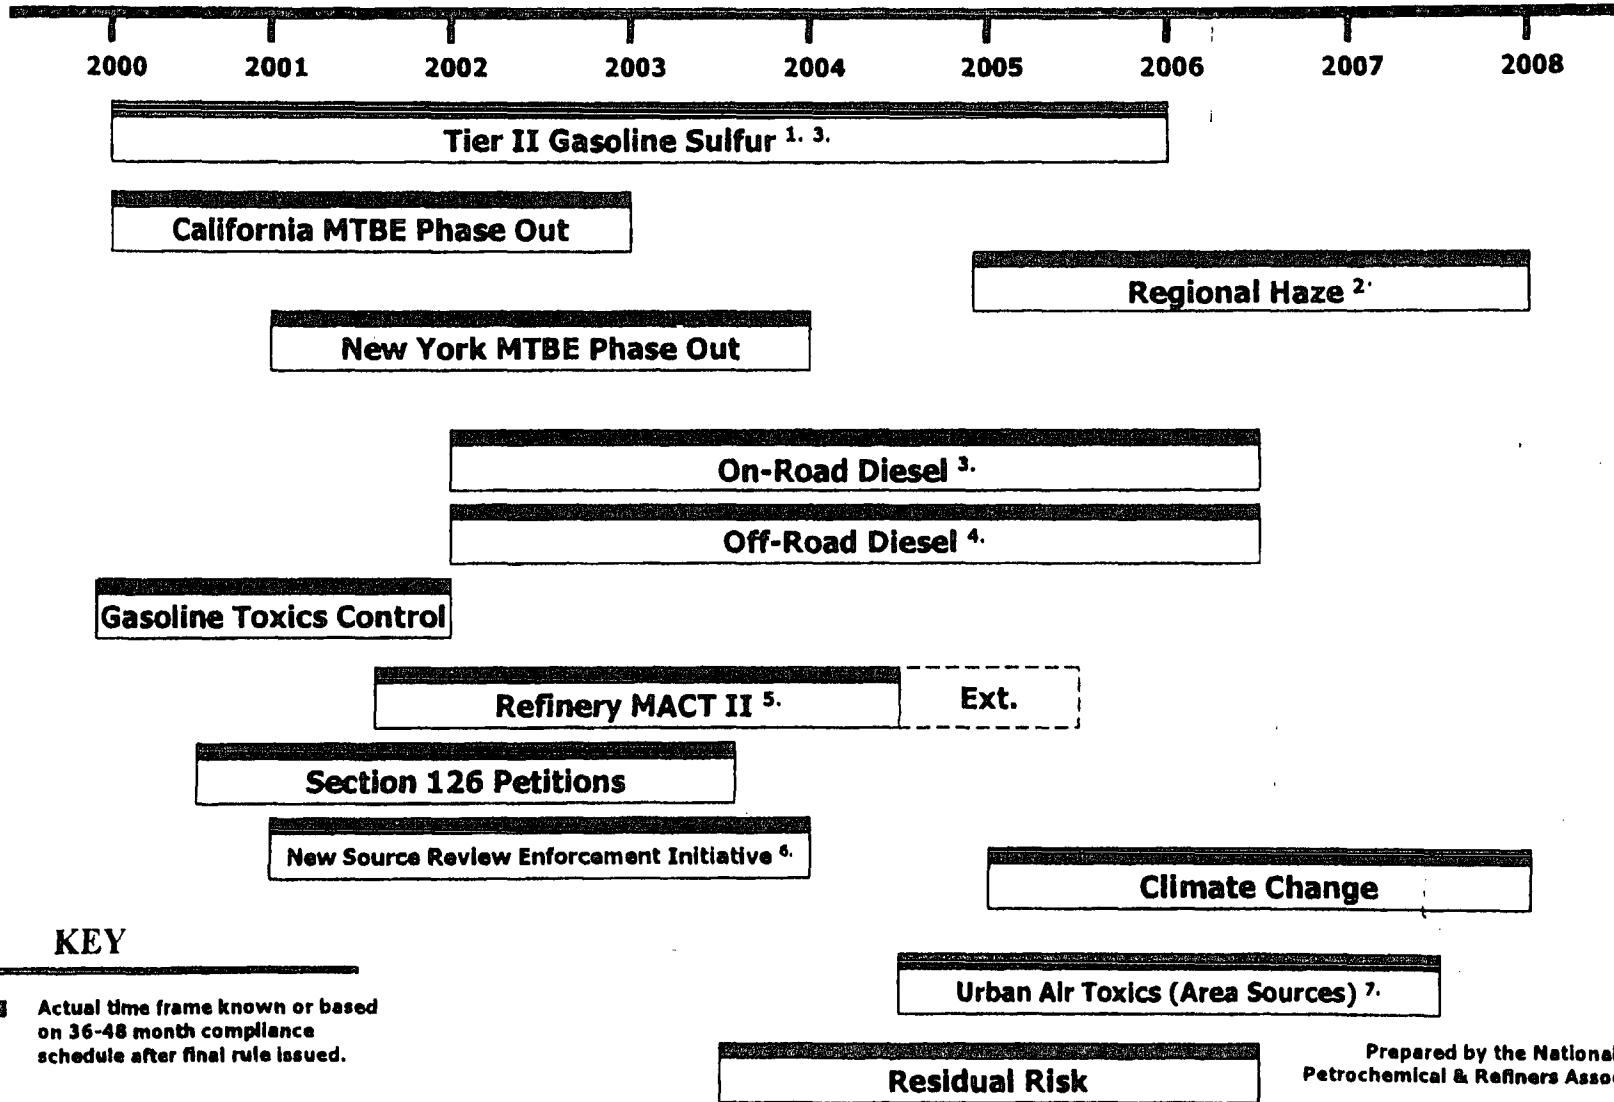 2000 2001 2002 2003 2004 2005 2006 2007 2008
Tier II Gasoline Sulfur 1. 3.
California MTBE Phase Out
Regional Haze 2.
New York MTBE Phase Out
On-Road Diesel 3.
Off-Road Diesel 4.
Gasoline Toxics Control
Refinery MACT II 5.
Ext.
Section 126 Petitions
New Source Review Enforcement Initiative 6.
Climate Change
KEY
Urban Air Toxics (Area Sources) 7.
Actual time frame known or based
on 36-48 month compliance
schedule after final rule issued.
Residual Risk
Prepared by the National
Petrochemical & Refiners Assoc